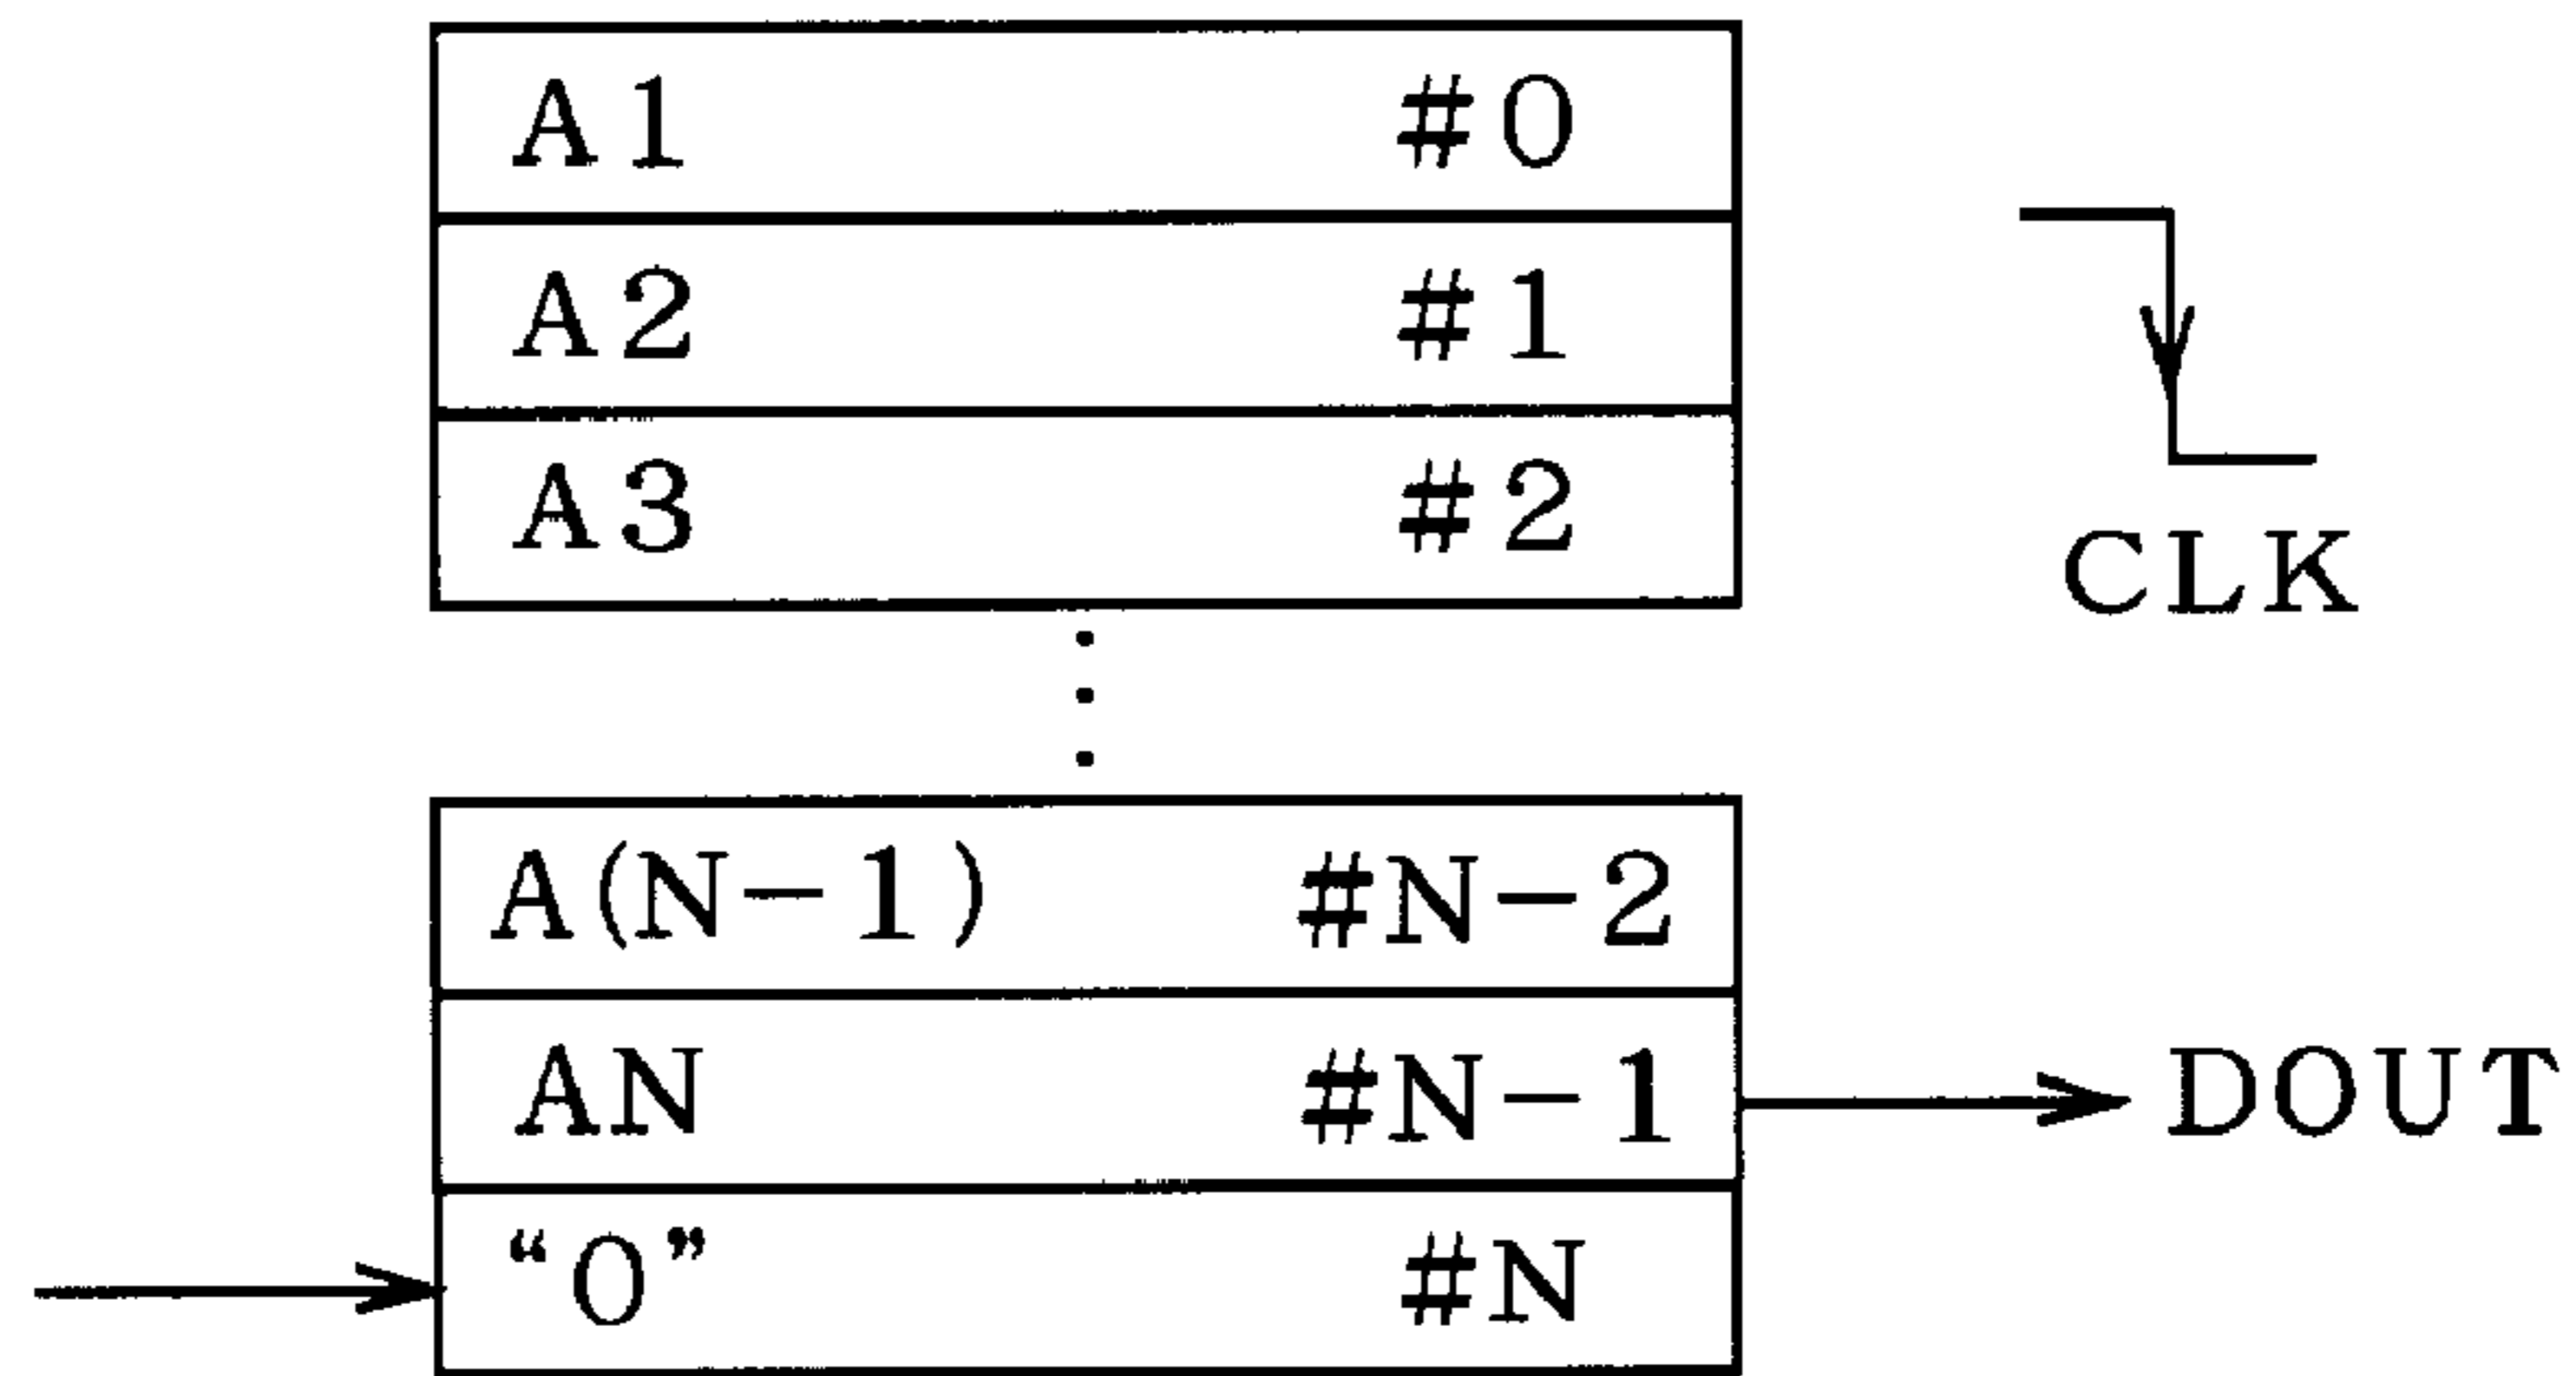 A1 #0
A2 #1
A3 #2
CLK
A(N-1) #N-2
AN #N-1 DOUT
“0” #N